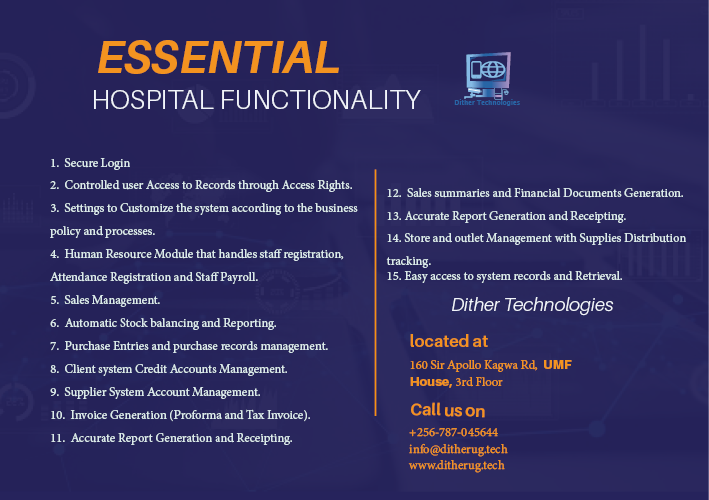 ESSENTIAL
HOSPITAL FUNCTIONALITY
Dither Technologies
1. Secure Login
2. Controlled user Access to Records through Access Rights.
3. Settings to Customize the system according to the business
policy and processes.
4. Human Resource Module that handles staff registration,
Attendance Registration and Staff Payroll.
5. Sales Management.
6. Automatic Stock balancing and Reporting.
7. Purchase Entries and purchase records management.
8. Client system Credit Accounts Management.
9. Supplier System Account Management.
10. Invoice Generation (Proforma and Tax Invoice).
11. Accurate Report Generation and Receipting.
12. Sales summaries and Financial Documents Generation.
13. Accurate Report Generation and Receipting.
14. Store and outlet Management with Supplies Distribution
tracking.
15. Easy access to system records and Retrieval.
Dither Technologies
located at
160 Sir Apollo Kagwa Rd, UMF
House, 3rd Floor
Call us on
+256-787-045644
info@ditherug.tech
www.ditherug.tech